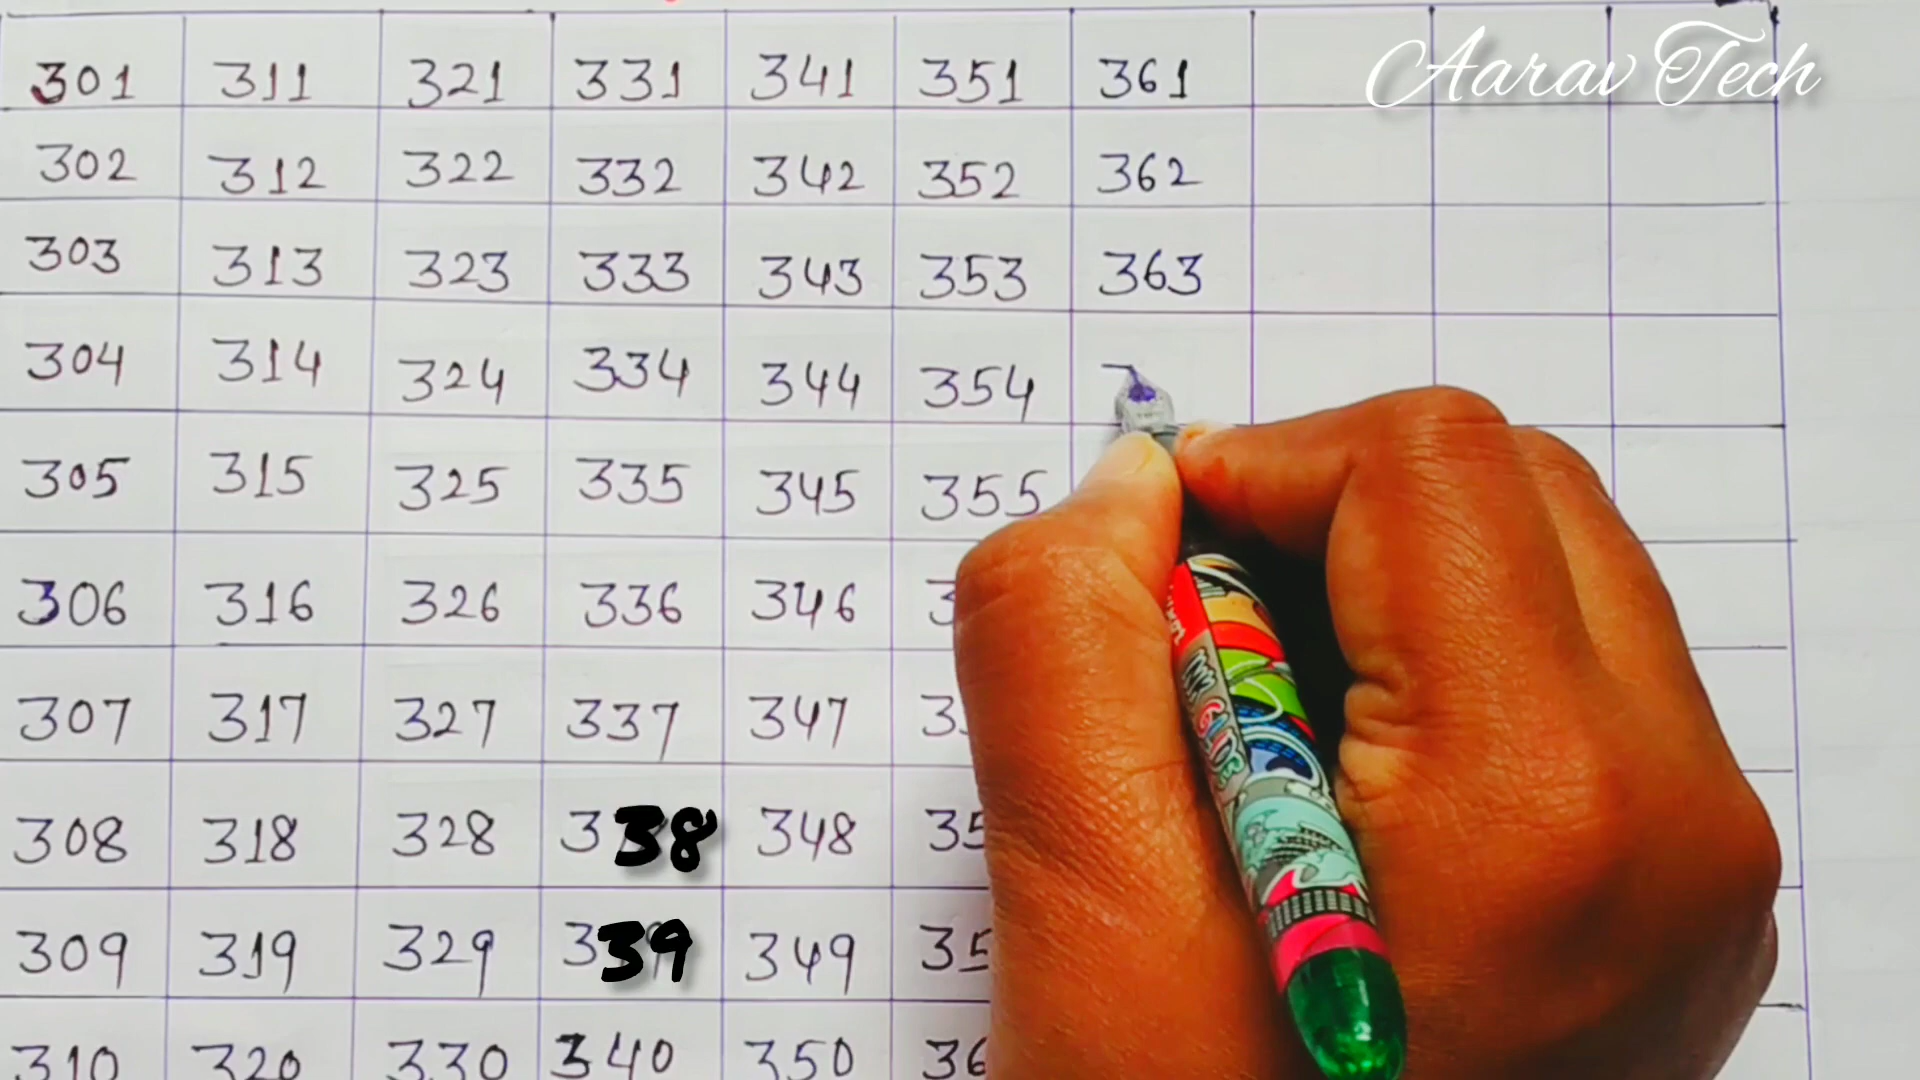 Aarav Tech
301 311 321 331 341 351 361
302 312 322 332 342 352 362
303 313 323 333 343 353 363
304 314 324 334 344 354
305 315 325 335 345 355
306 316 326 336 346
307 317 327 337 347
308 318 328 338 348
309 319 329 339 349
310 320 330 340 350